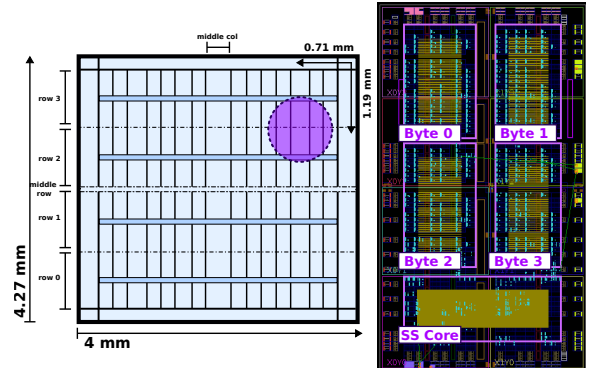 middle col
0.71 mm
1.19 mm
row 3
row 2
middle
row
row 1
row 0
4.27 mm
4 mm
Byte 0
Byte 1
Byte 2
Byte 3
SS Core
X1Y0